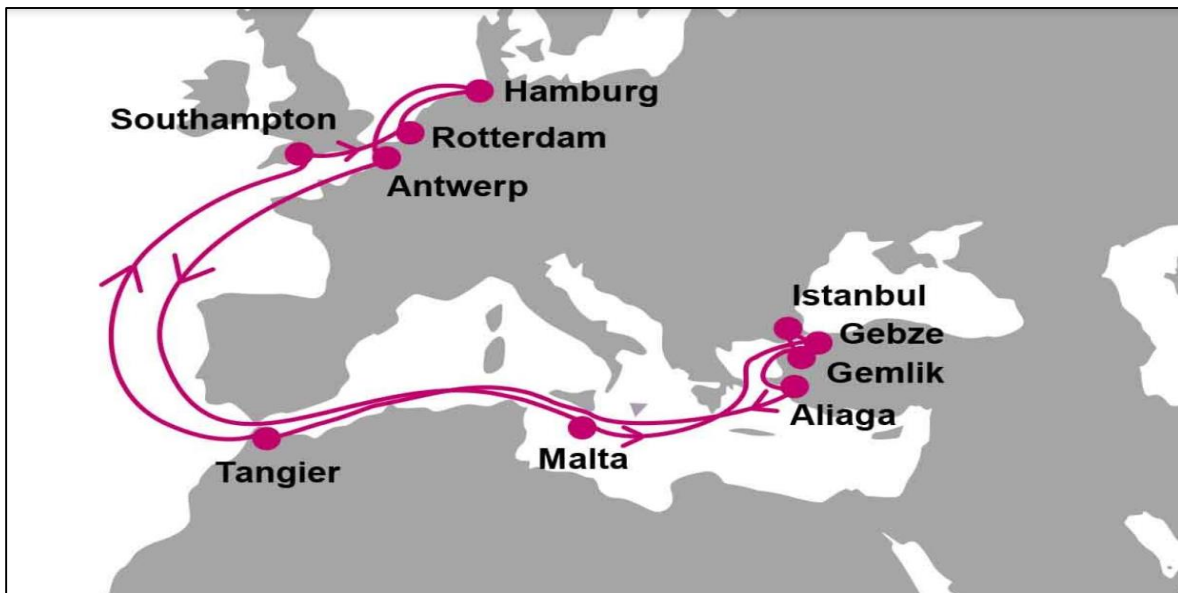 Hamburg
Southampton
Rotterdam
Antwerp
Istanbul
Gebze
Gemlik
Aliaga
Malta
Tangier